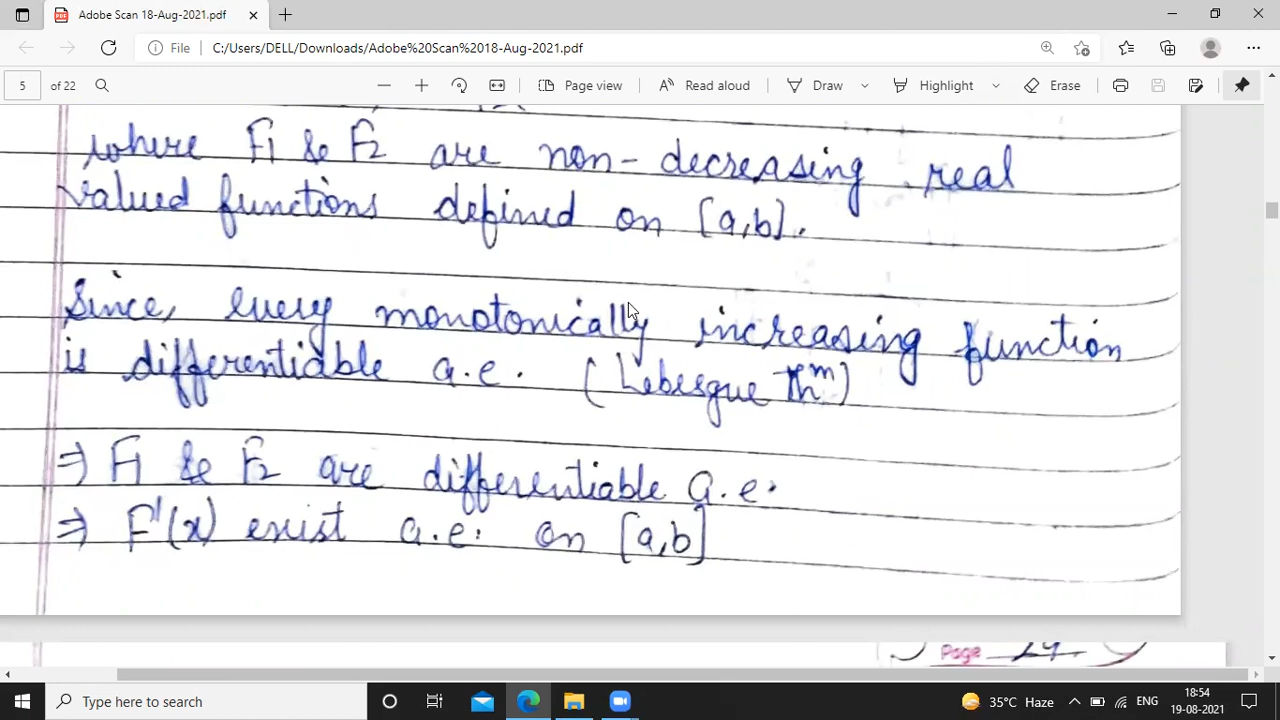 Adobe Scan 18-Aug-2021.pdf
File C:/Users/DELL/Downloads/Adobe%20Scan%2018-Aug-2021.pdf
5 of 22 Page view Read aloud Draw Highlight Erase
where F1 & F2 are non-decreasing real
valued functions defined on [a,b].
Since, every monotonically increasing function
is differentiable a.e. (Lebesgue Thm)
⇒ F1 & F2 are differentiable a.e.
⇒ F'(x) exist a.e. on [a,b]
Page
Type here to search 35°C Haze ENG 18:54
19-08-2021